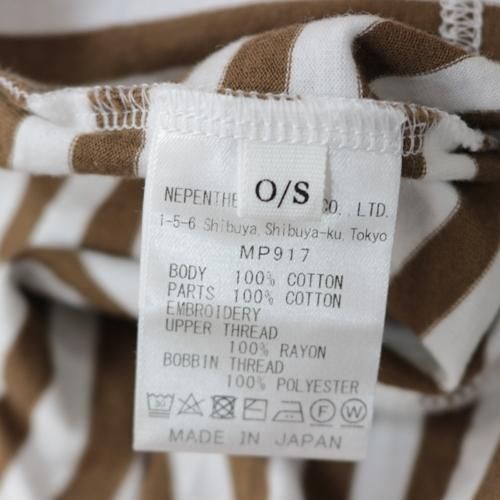 O/S
NEPENTHE CO., LTD.
1-5-6 Shibuya, Shibuya-ku, Tokyo
MP917
BODY 100% COTTON
PARTS 100% COTTON
EMBROIDERY
UPPER THREAD
100% RAYON
BOBBIN THREAD
100% POLYESTER
F W
MADE IN JAPAN